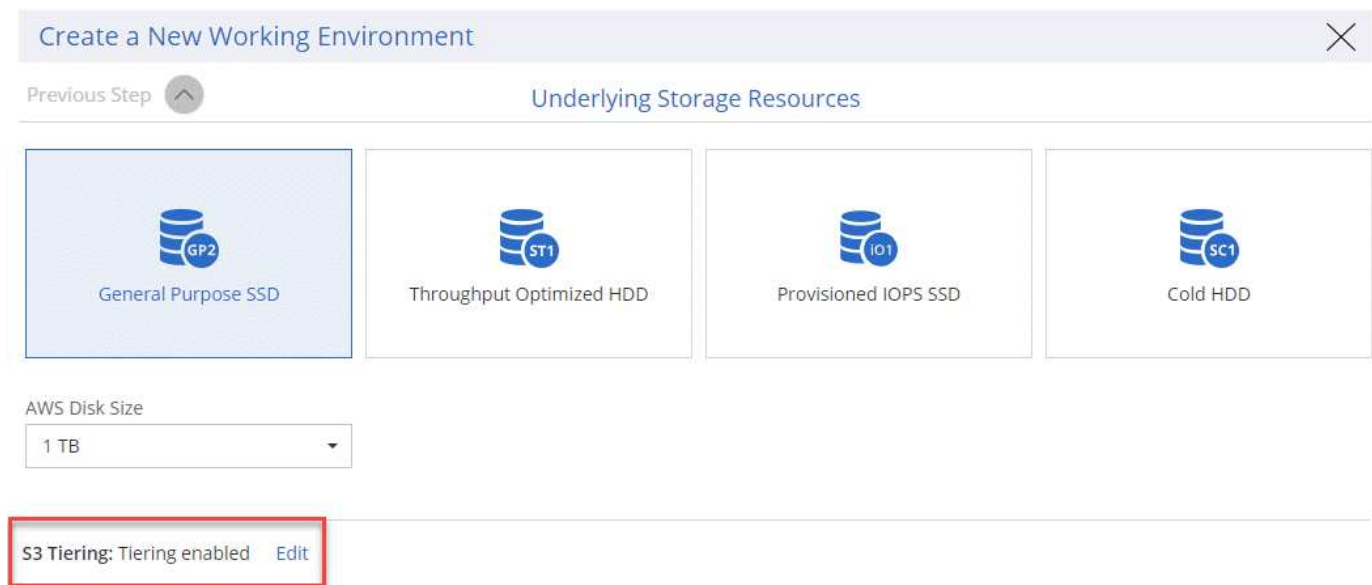 Create a New Working Environment
Previous Step
Underlying Storage Resources
GP2
ST1
iO1
SC1
General Purpose SSD
Throughput Optimized HDD
Provisioned IOPS SSD
Cold HDD
AWS Disk Size
1 TB
S3 Tiering: Tiering enabled Edit